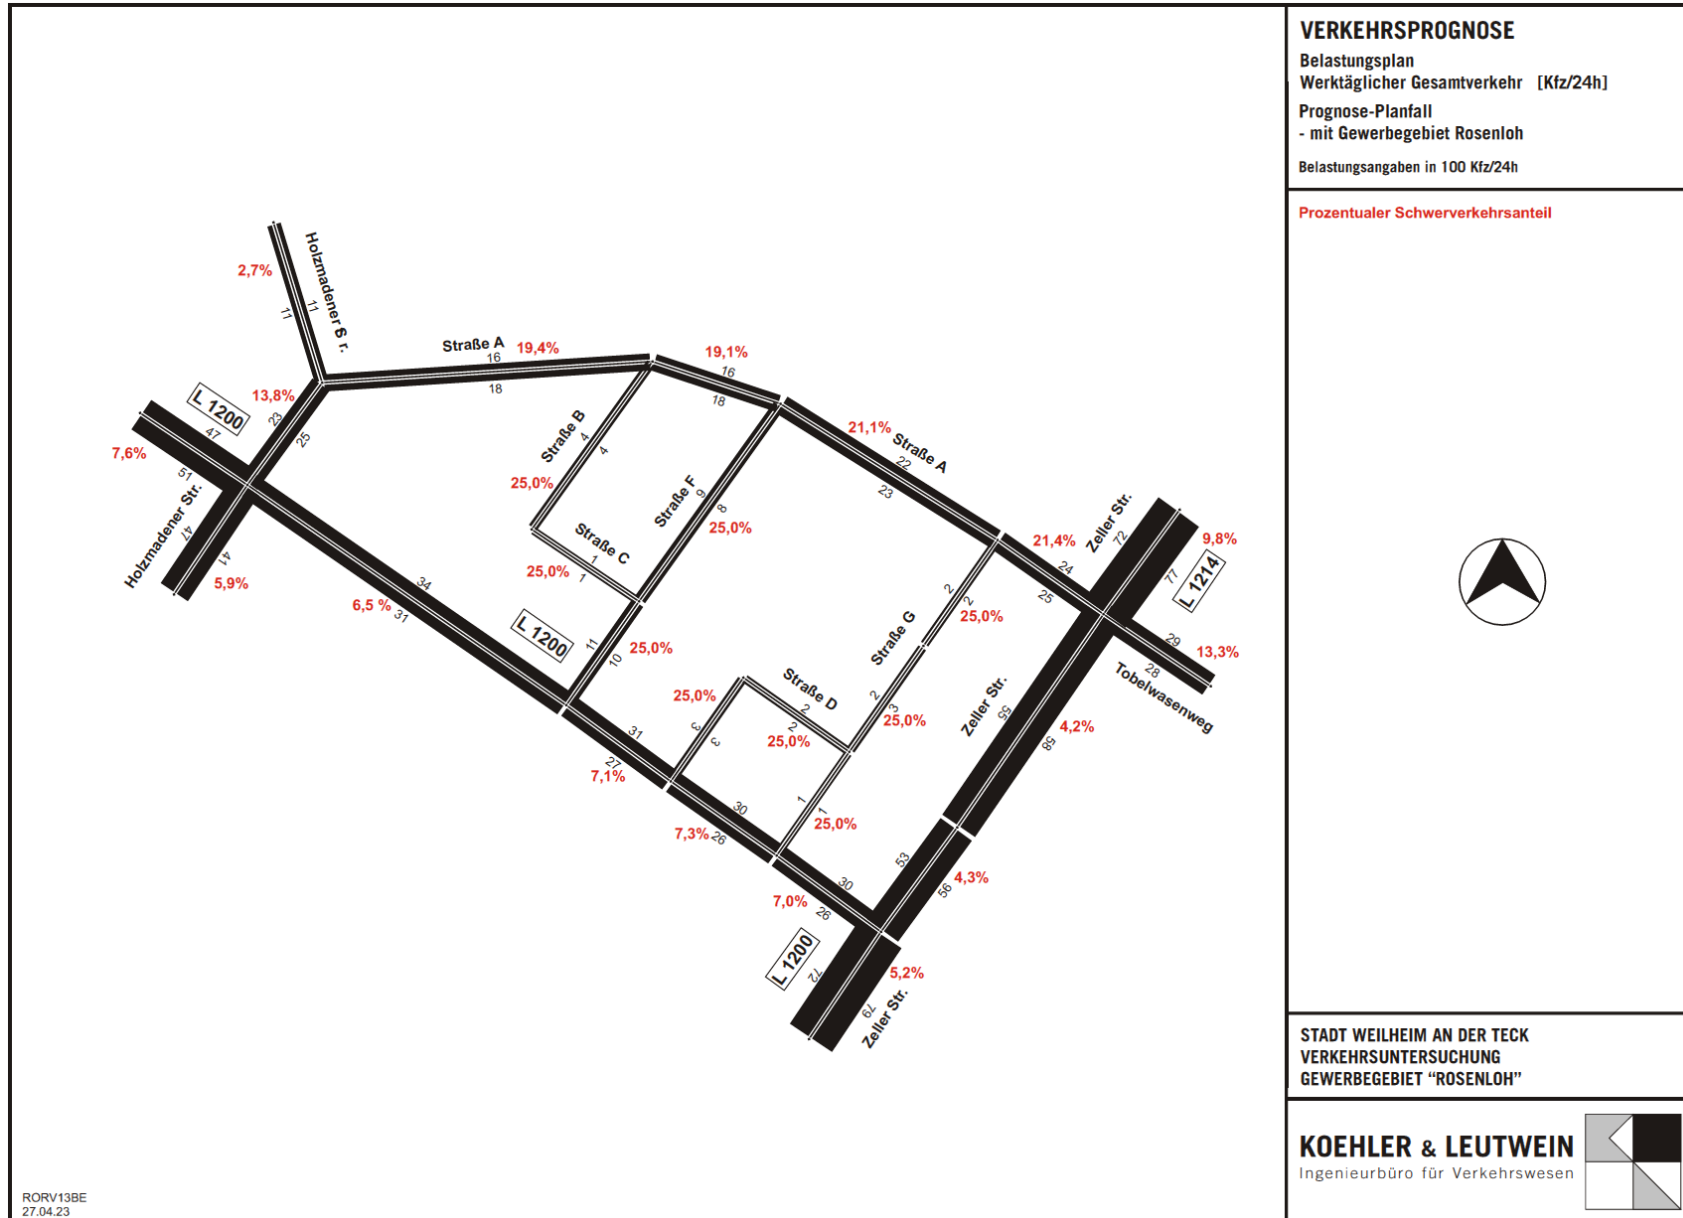 VERKEHRSPROGNOSE
Belastungsplan
Werktäglicher Gesamtverkehr [Kfz/24h]
Prognose-Planfall
- mit Gewerbegebiet Rosenloh
Belastungsangaben in 100 Kfz/24h
Prozentualer Schwerverkehrsanteil
2,7%
Holzmadener S r.
11
11
Straße A
16
19,4%
18
19,1%
16
18
13,8%
L 1200
23
25
47
7,6%
51
Holzmadener Str.
47
41
5,9%
Straße B
4
4
25,0%
21,1%
Straße A
22
23
Straße F
9
8
25,0%
Straße C
1
1
25,0%
Zeller Str.
72
9,8%
77
L 1214
21,4%
24
25
29
13,3%
28
Tobelwasenweg
34
6,5 %
31
L 1200
11
10
25,0%
2
2
25,0%
Straße G
2
3
25,0%
25,0%
Straße D
2
2
25,0%
3
3
Zeller Str.
55
58
4,2%
31
27
7,1%
30
7,3%
26
1
1
25,0%
53
56
4,3%
30
7,0%
26
L 1200
72
79
5,2%
Zeller Str.
STADT WEILHEIM AN DER TECK
VERKEHRSUNTERSUCHUNG
GEWERBEGEBIET “ROSENLOH”
KOEHLER & LEUTWEIN
Ingenieurbüro für Verkehrswesen
RORV13BE
27.04.23